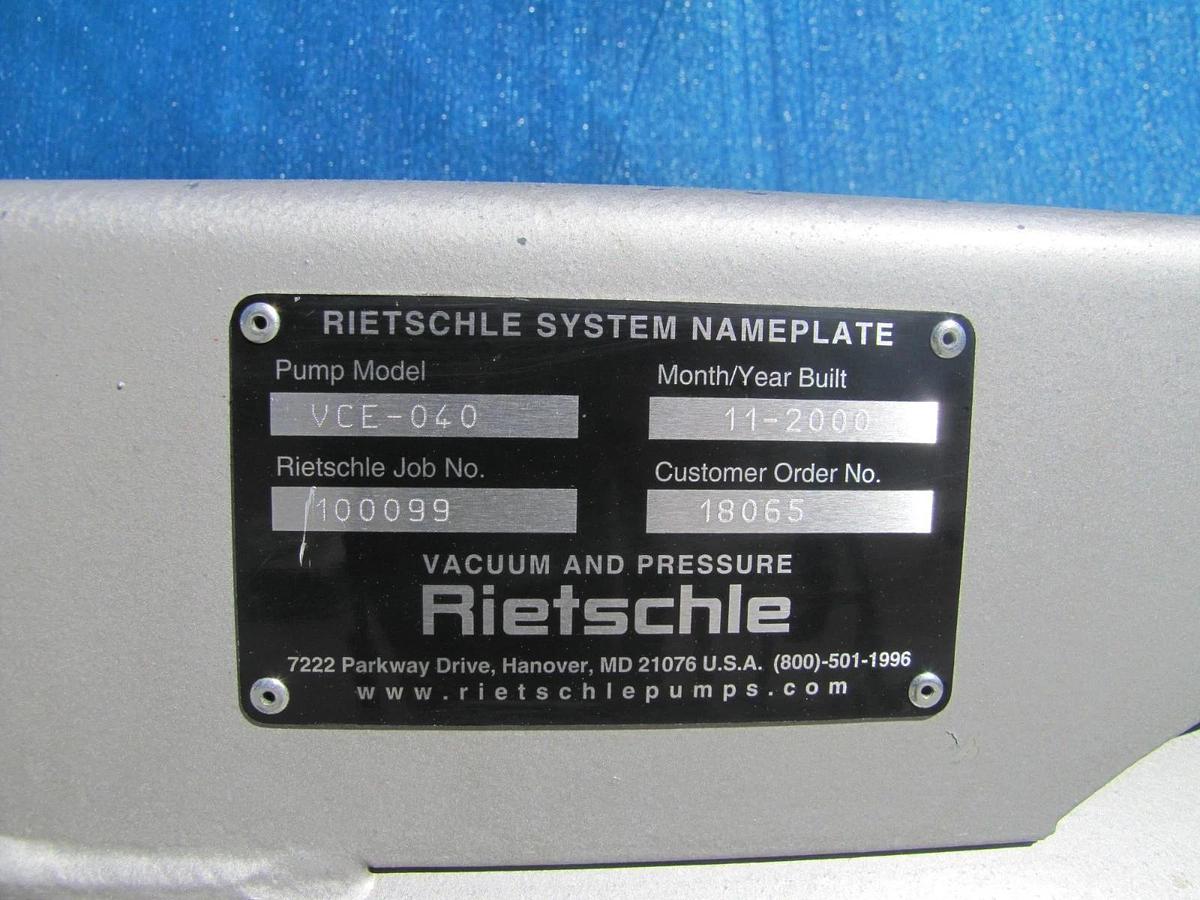 RIETSCHLE SYSTEM NAMEPLATE
Pump Model
Month/Year Built
VCE-040
11-2000
Rietschle Job No.
Customer Order No.
100099
18065
VACUUM AND PRESSURE
Rietschle
7222 Parkway Drive, Hanover, MD 21076 U.S.A. (800)-501-1996
www.rietschlepumps.com